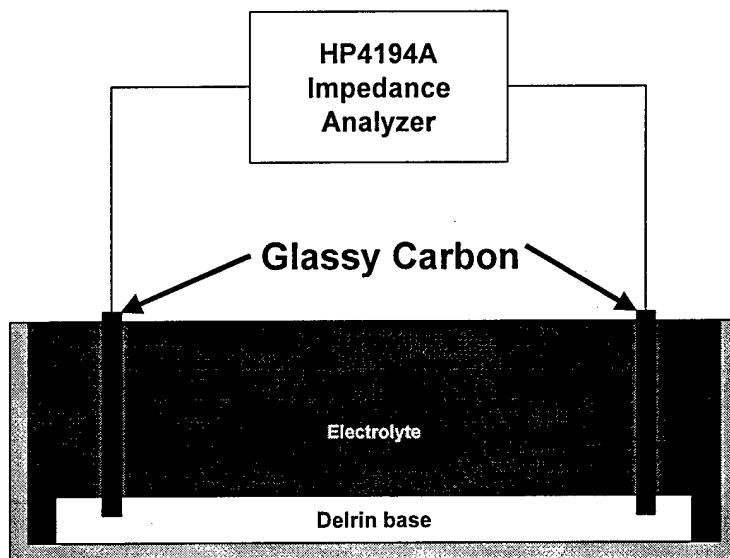 HP4194A
Impedance
Analyzer
Glassy Carbon
Electrolyte
Delrin base